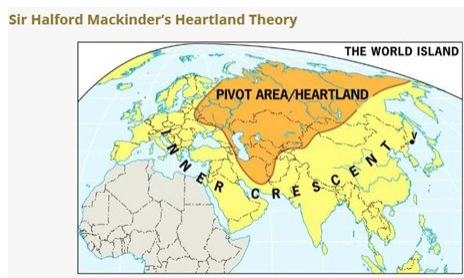 Sir Halford Mackinder's Heartland Theory
THE WORLD ISLAND
PIVOT AREA/HEARTLAND
INNER CRESCENT